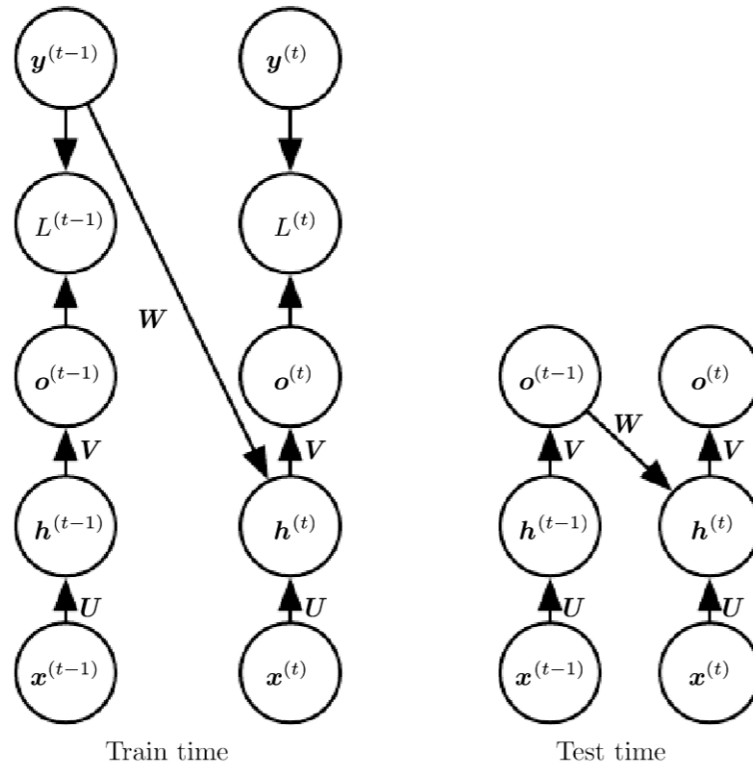 y^(t−1) y^(t)
L^(t−1) L^(t)
W
o^(t−1) o^(t) o^(t−1) o^(t)
W
V V V V
h^(t−1) h^(t) h^(t−1) h^(t)
U U U U
x^(t−1) x^(t) x^(t−1) x^(t)
Train time Test time